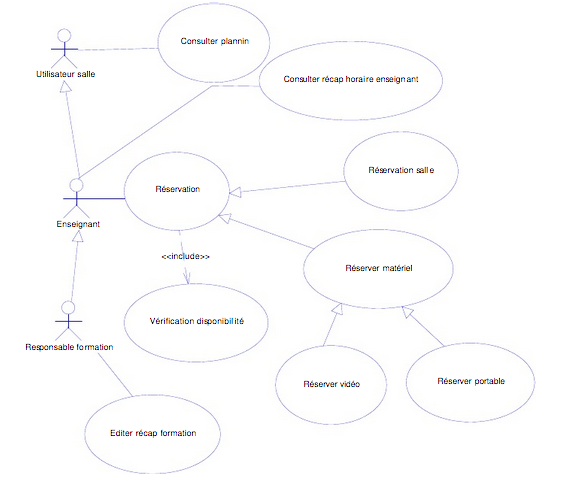 Consulter plannin
Utilisateur salle
Consulter récap horaire enseignant
Réservation salle
Réservation
Enseignant
<<include>>
Réserver matériel
Vérification disponibilité
Responsable formation
Réserver vidéo
Réserver portable
Editer récap formation